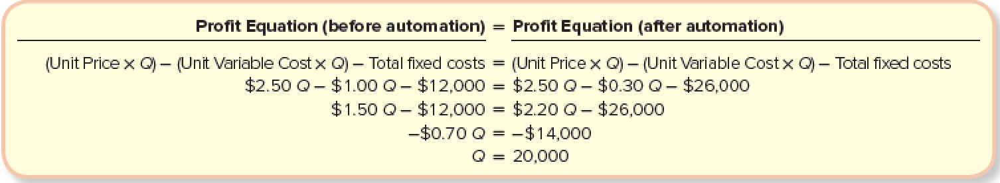 Profit Equation (before automation) = Profit Equation (after automation)
(Unit Price × Q) – (Unit Variable Cost × Q) – Total fixed costs = (Unit Price × Q) – (Unit Variable Cost × Q) – Total fixed costs
$2.50 Q – $1.00 Q – $12,000 = $2.50 Q – $0.30 Q – $26,000
$1.50 Q – $12,000 = $2.20 Q – $26,000
–$0.70 Q = –$14,000
Q = 20,000